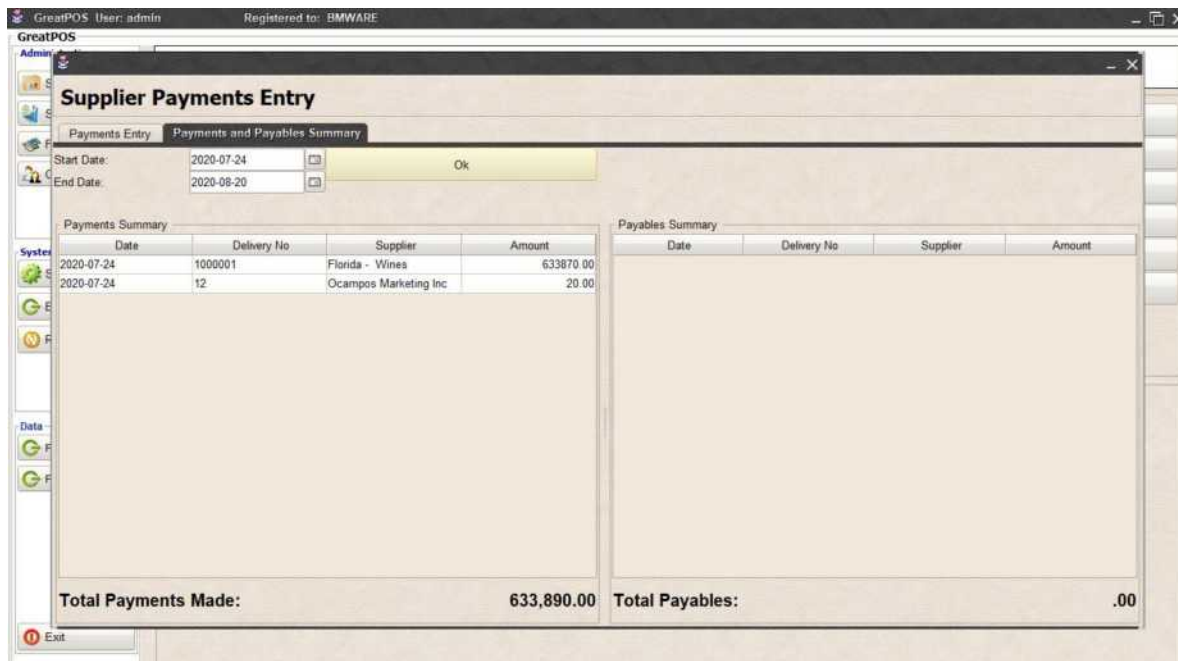 GreatPOS User: admin Registered to: BMWARE
GreatPOS
Supplier Payments Entry
Payments Entry Payments and Payables Summary
Start Date: 2020-07-24 Ok
End Date: 2020-08-20
Payments Summary Payables Summary
Date Delivery No Supplier Amount Date Delivery No Supplier Amount
2020-07-24 1000001 Florida - Wines 633870.00
2020-07-24 12 Ocampos Marketing Inc 20.00
Data
Total Payments Made: 633,890.00 Total Payables: .00
Exit